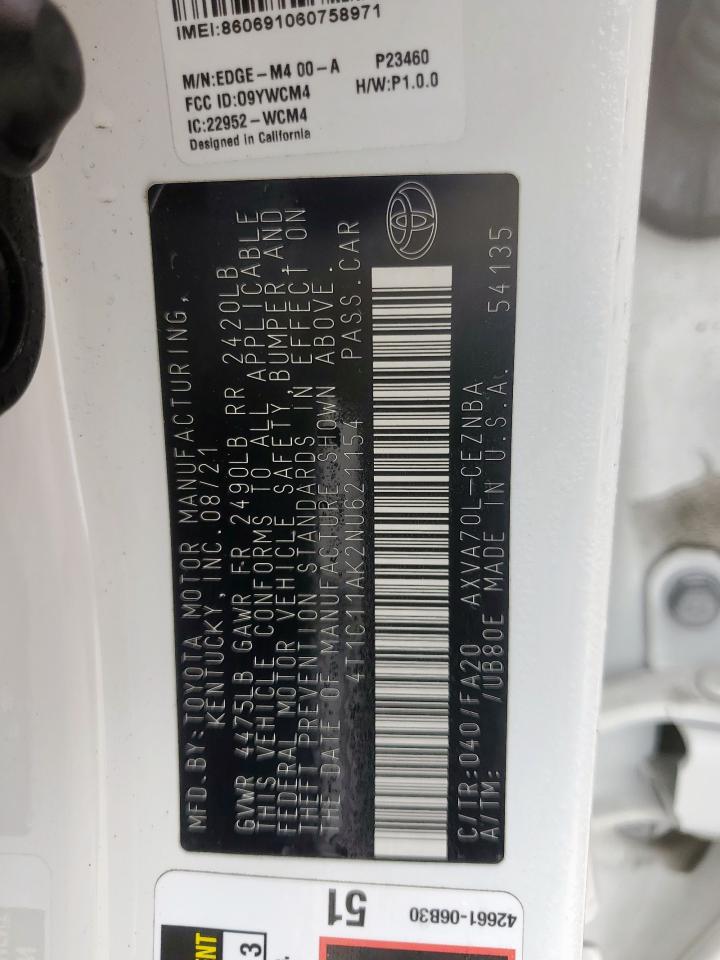 IMEI:860691060758971
M/N:EDGE-M4 00-A P23460
FCC ID:O9YWCM4 H/W:P1.0.0
IC:22952-WCM4
Designed in California
MFD.BY:TOYOTA MOTOR MANUFACTURING,
KENTUCKY, INC. 08/21
GVWR 4475LB GAWR FR 2490LB RR 2420LB
THIS VEHICLE CONFORMS TO ALL APPLICABLE
FEDERAL MOTOR VEHICLE SAFETY, BUMPER, AND
THEFT PREVENTION STANDARDS IN EFFECT ON
THE DATE OF MANUFACTURE SHOWN ABOVE.
4T1C11AK2NU621154 PASS.CAR
C/TR:040/FA20 AXVA70L-CEZNBA
A/TM: /UB80E MADE IN U.S.A. 54135
51
42661-06B30
3